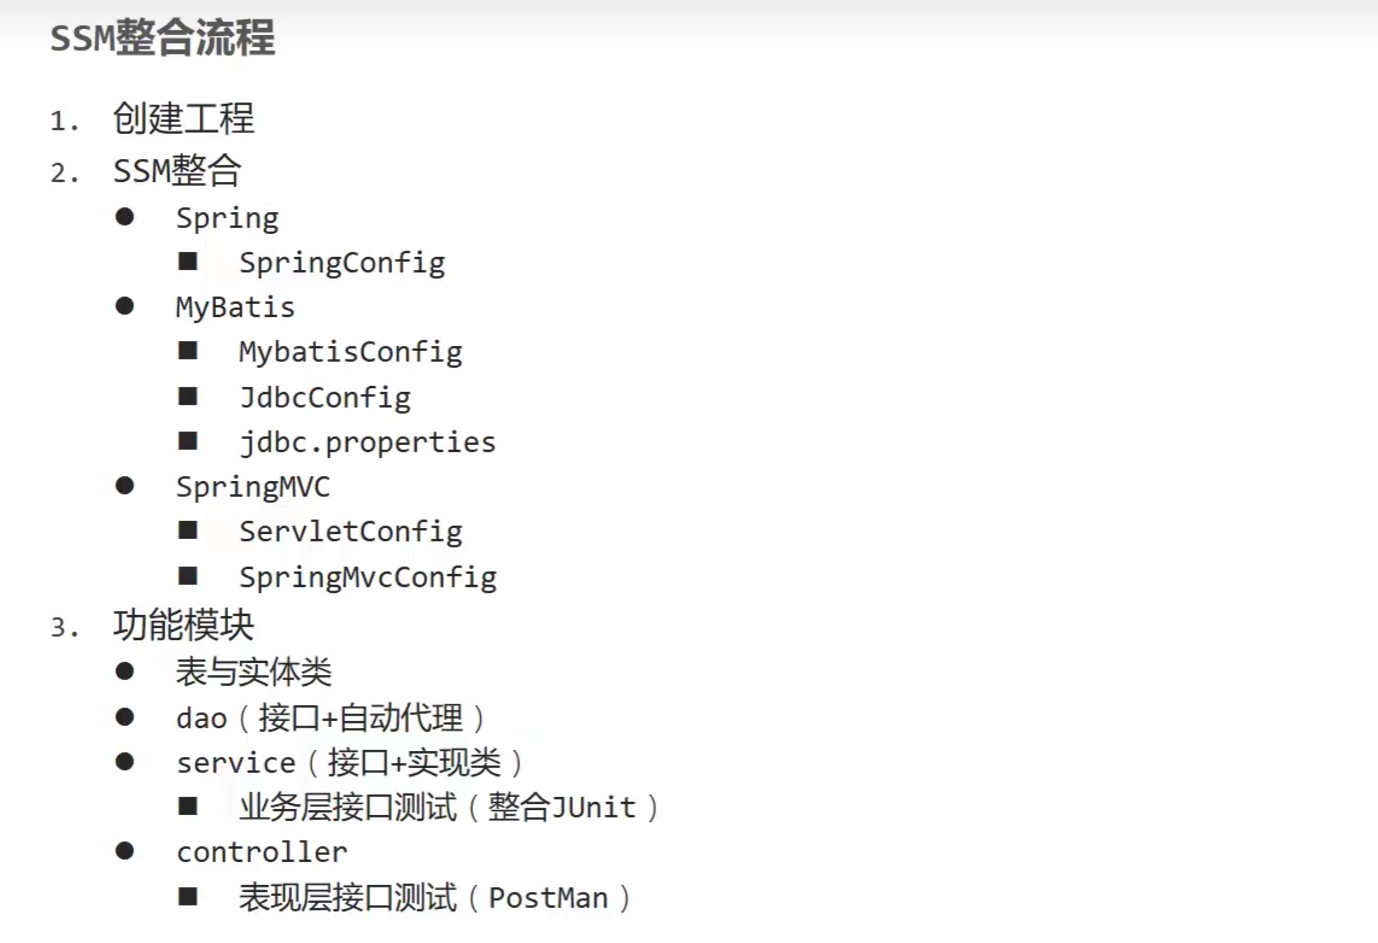 SSM整合流程
1. 创建工程
2. SSM整合
● Spring
■ SpringConfig
● MyBatis
■ MybatisConfig
■ JdbcConfig
■ jdbc.properties
● SpringMVC
■ ServletConfig
■ SpringMvcConfig
3. 功能模块
● 表与实体类
● dao（接口+自动代理）
● service（接口+实现类）
■ 业务层接口测试（整合JUnit）
● controller
■ 表现层接口测试（PostMan）